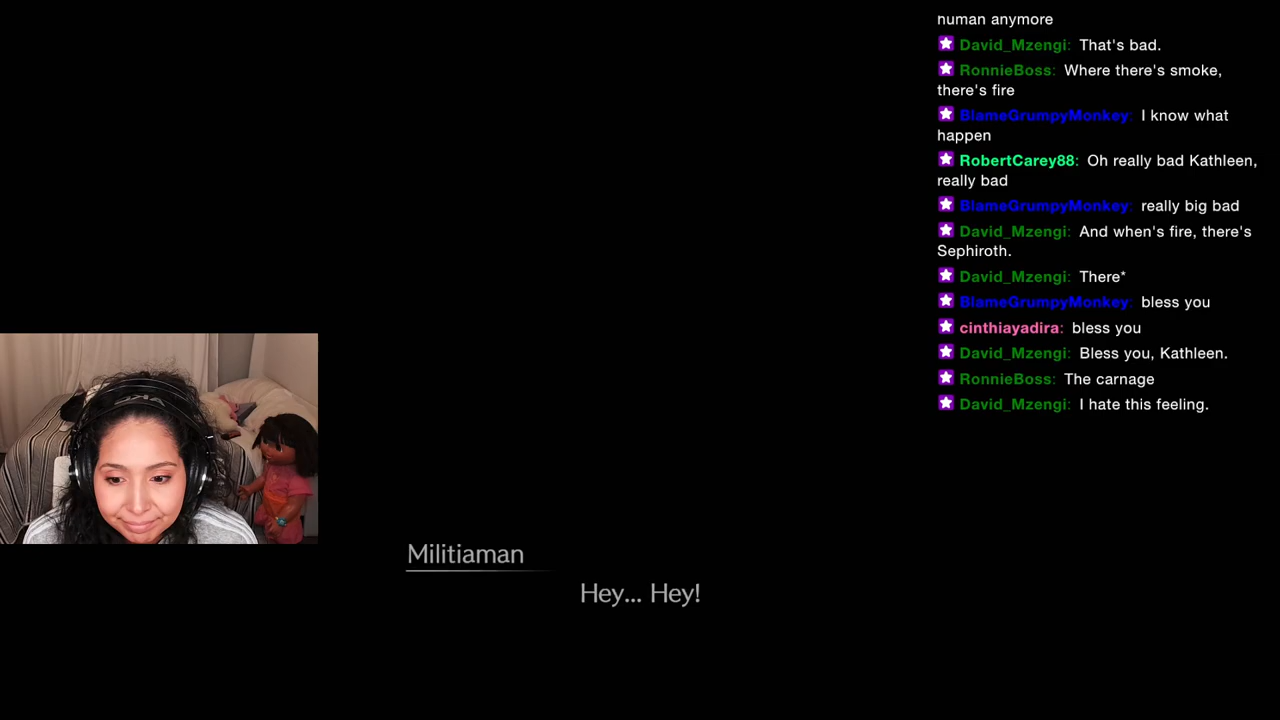 human anymore
David_Mzengi: That's bad.
RonnieBoss: Where there's smoke,
there's fire
BlameGrumpyMonkey: I know what
happen
RobertCarey88: Oh really bad Kathleen,
really bad
BlameGrumpyMonkey: really big bad
David_Mzengi: And when's fire, there's
Sephiroth.
David_Mzengi: There*
BlameGrumpyMonkey: bless you
cinthiayadira: bless you
David_Mzengi: Bless you, Kathleen.
RonnieBoss: The carnage
David_Mzengi: I hate this feeling.
Militiaman
Hey... Hey!